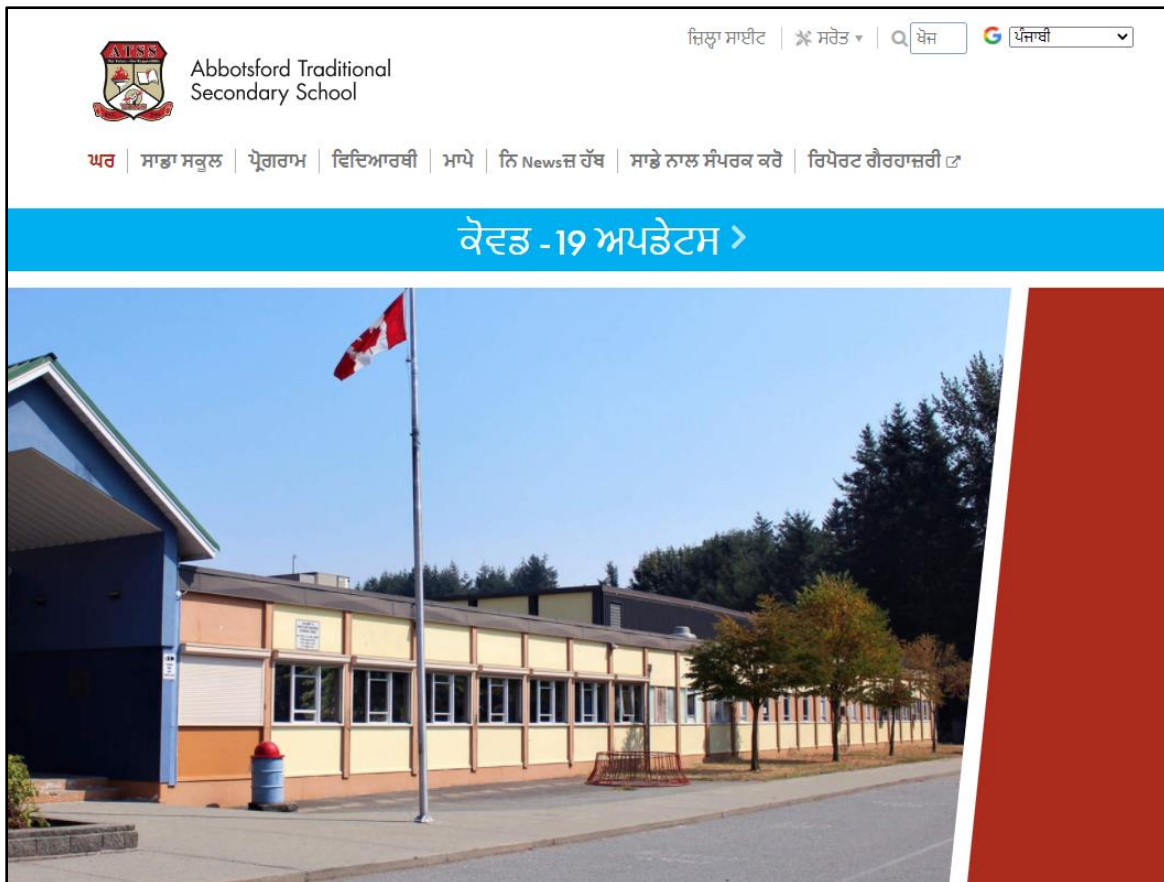 ਜ਼ਿਲ੍ਹਾ ਸਾਈਟ ਸਰੋਤ ਖੋਜ ਪੰਜਾਬੀ
ATSS
Abbotsford Traditional
Secondary School
ਘਰ ਸਾਡਾ ਸਕੂਲ ਪ੍ਰੋਗਰਾਮ ਵਿਦਿਆਰਥੀ ਮਾਪੇ ਨਿ Newsਜ਼ ਹੱਬ ਸਾਡੇ ਨਾਲ ਸੰਪਰਕ ਕਰੋ ਰਿਪੋਰਟ ਗੈਰਹਾਜ਼ਰੀ
ਕੋਵਡ - 19 ਅਪਡੇਟਸ